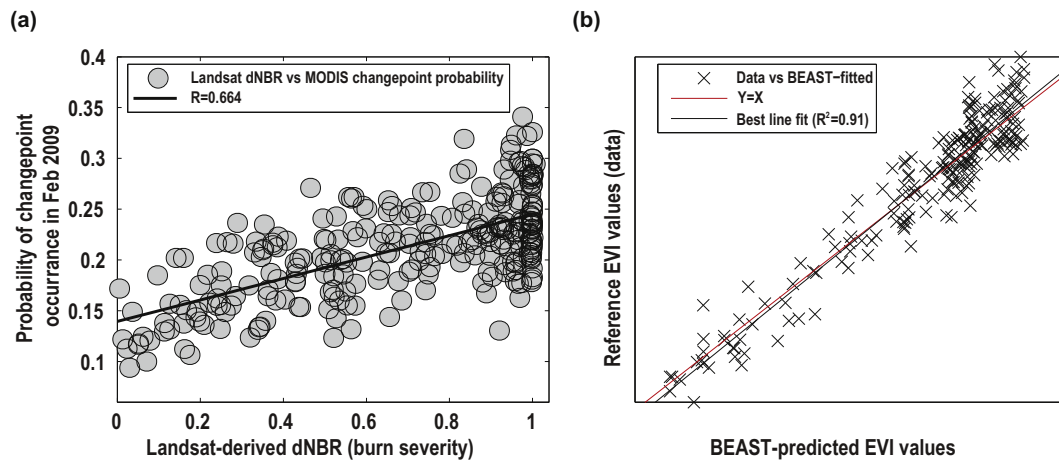 (a)
Probability of changepoint
occurrance in Feb 2009
0.4
0.35
0.3
0.25
0.2
0.15
0.1
Landsat dNBR vs MODIS changepoint probability
R=0.664
0
0.2
0.4
0.6
0.8
1
Landsat-derived dNBR (burn severity)
(b)
Reference EVI values (data)
Data vs BEAST−fitted
Y=X
Best line fit (R²=0.91)
BEAST-predicted EVI values